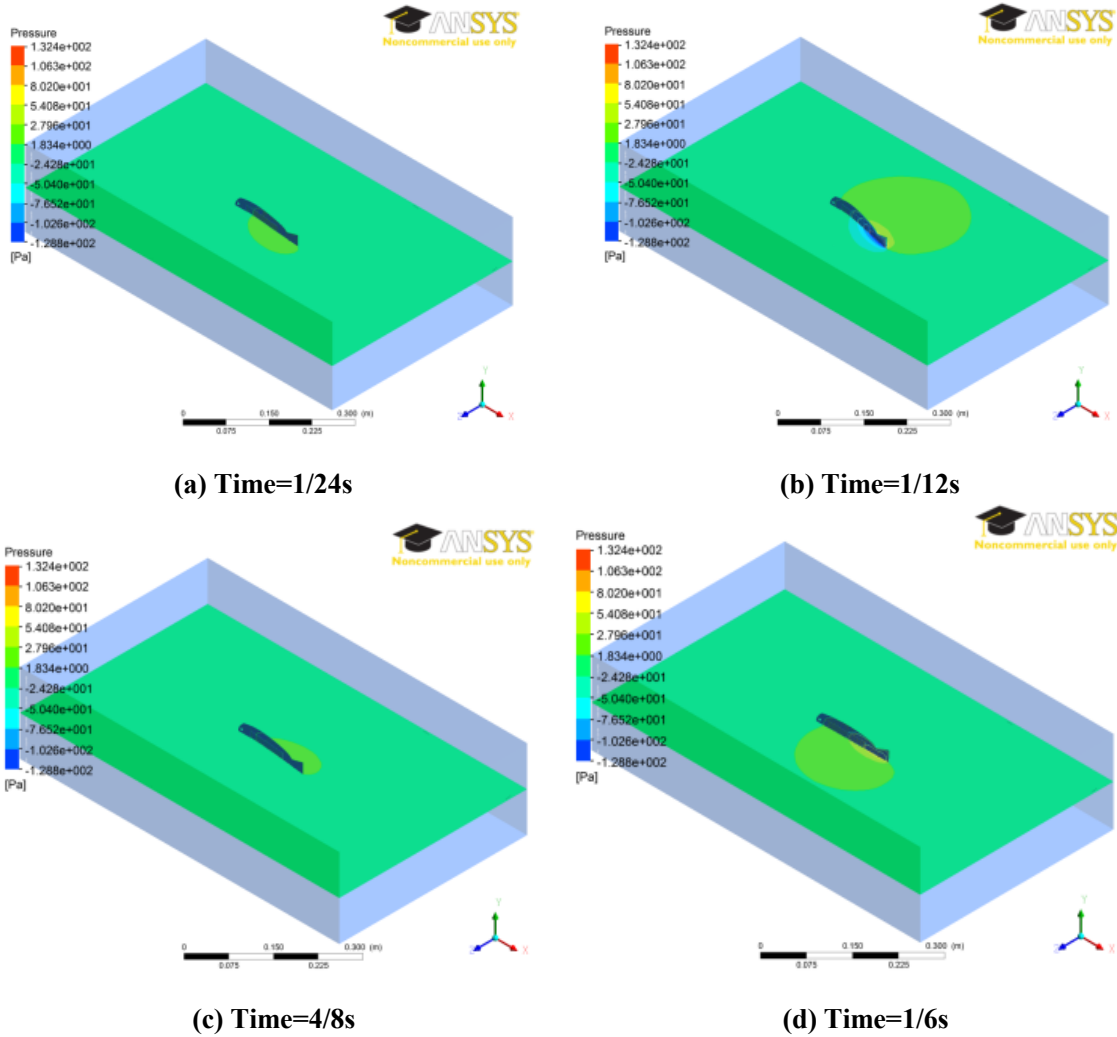 ANSYS
Noncommercial use only
Pressure
1.324e+002
1.063e+002
8.020e+001
5.408e+001
2.796e+001
1.834e+000
-2.428e+001
-5.040e+001
-7.652e+001
-1.026e+002
-1.288e+002
[Pa]
0 0.150 0.300 (m)
0.075 0.225
Y
Z X
(a) Time=1/24s
ANSYS
Noncommercial use only
Pressure
1.324e+002
1.063e+002
8.020e+001
5.408e+001
2.796e+001
1.834e+000
-2.428e+001
-5.040e+001
-7.652e+001
-1.026e+002
-1.288e+002
[Pa]
0 0.150 0.300 (m)
0.075 0.225
Y
Z X
(b) Time=1/12s
ANSYS
Noncommercial use only
Pressure
1.324e+002
1.063e+002
8.020e+001
5.408e+001
2.796e+001
1.834e+000
-2.428e+001
-5.040e+001
-7.652e+001
-1.026e+002
-1.288e+002
[Pa]
0 0.150 0.300 (m)
0.075 0.225
Y
Z X
(c) Time=4/8s
ANSYS
Noncommercial use only
Pressure
1.324e+002
1.063e+002
8.020e+001
5.408e+001
2.796e+001
1.834e+000
-2.428e+001
-5.040e+001
-7.652e+001
-1.026e+002
-1.288e+002
[Pa]
0 0.150 0.300 (m)
0.075 0.225
Y
Z X
(d) Time=1/6s